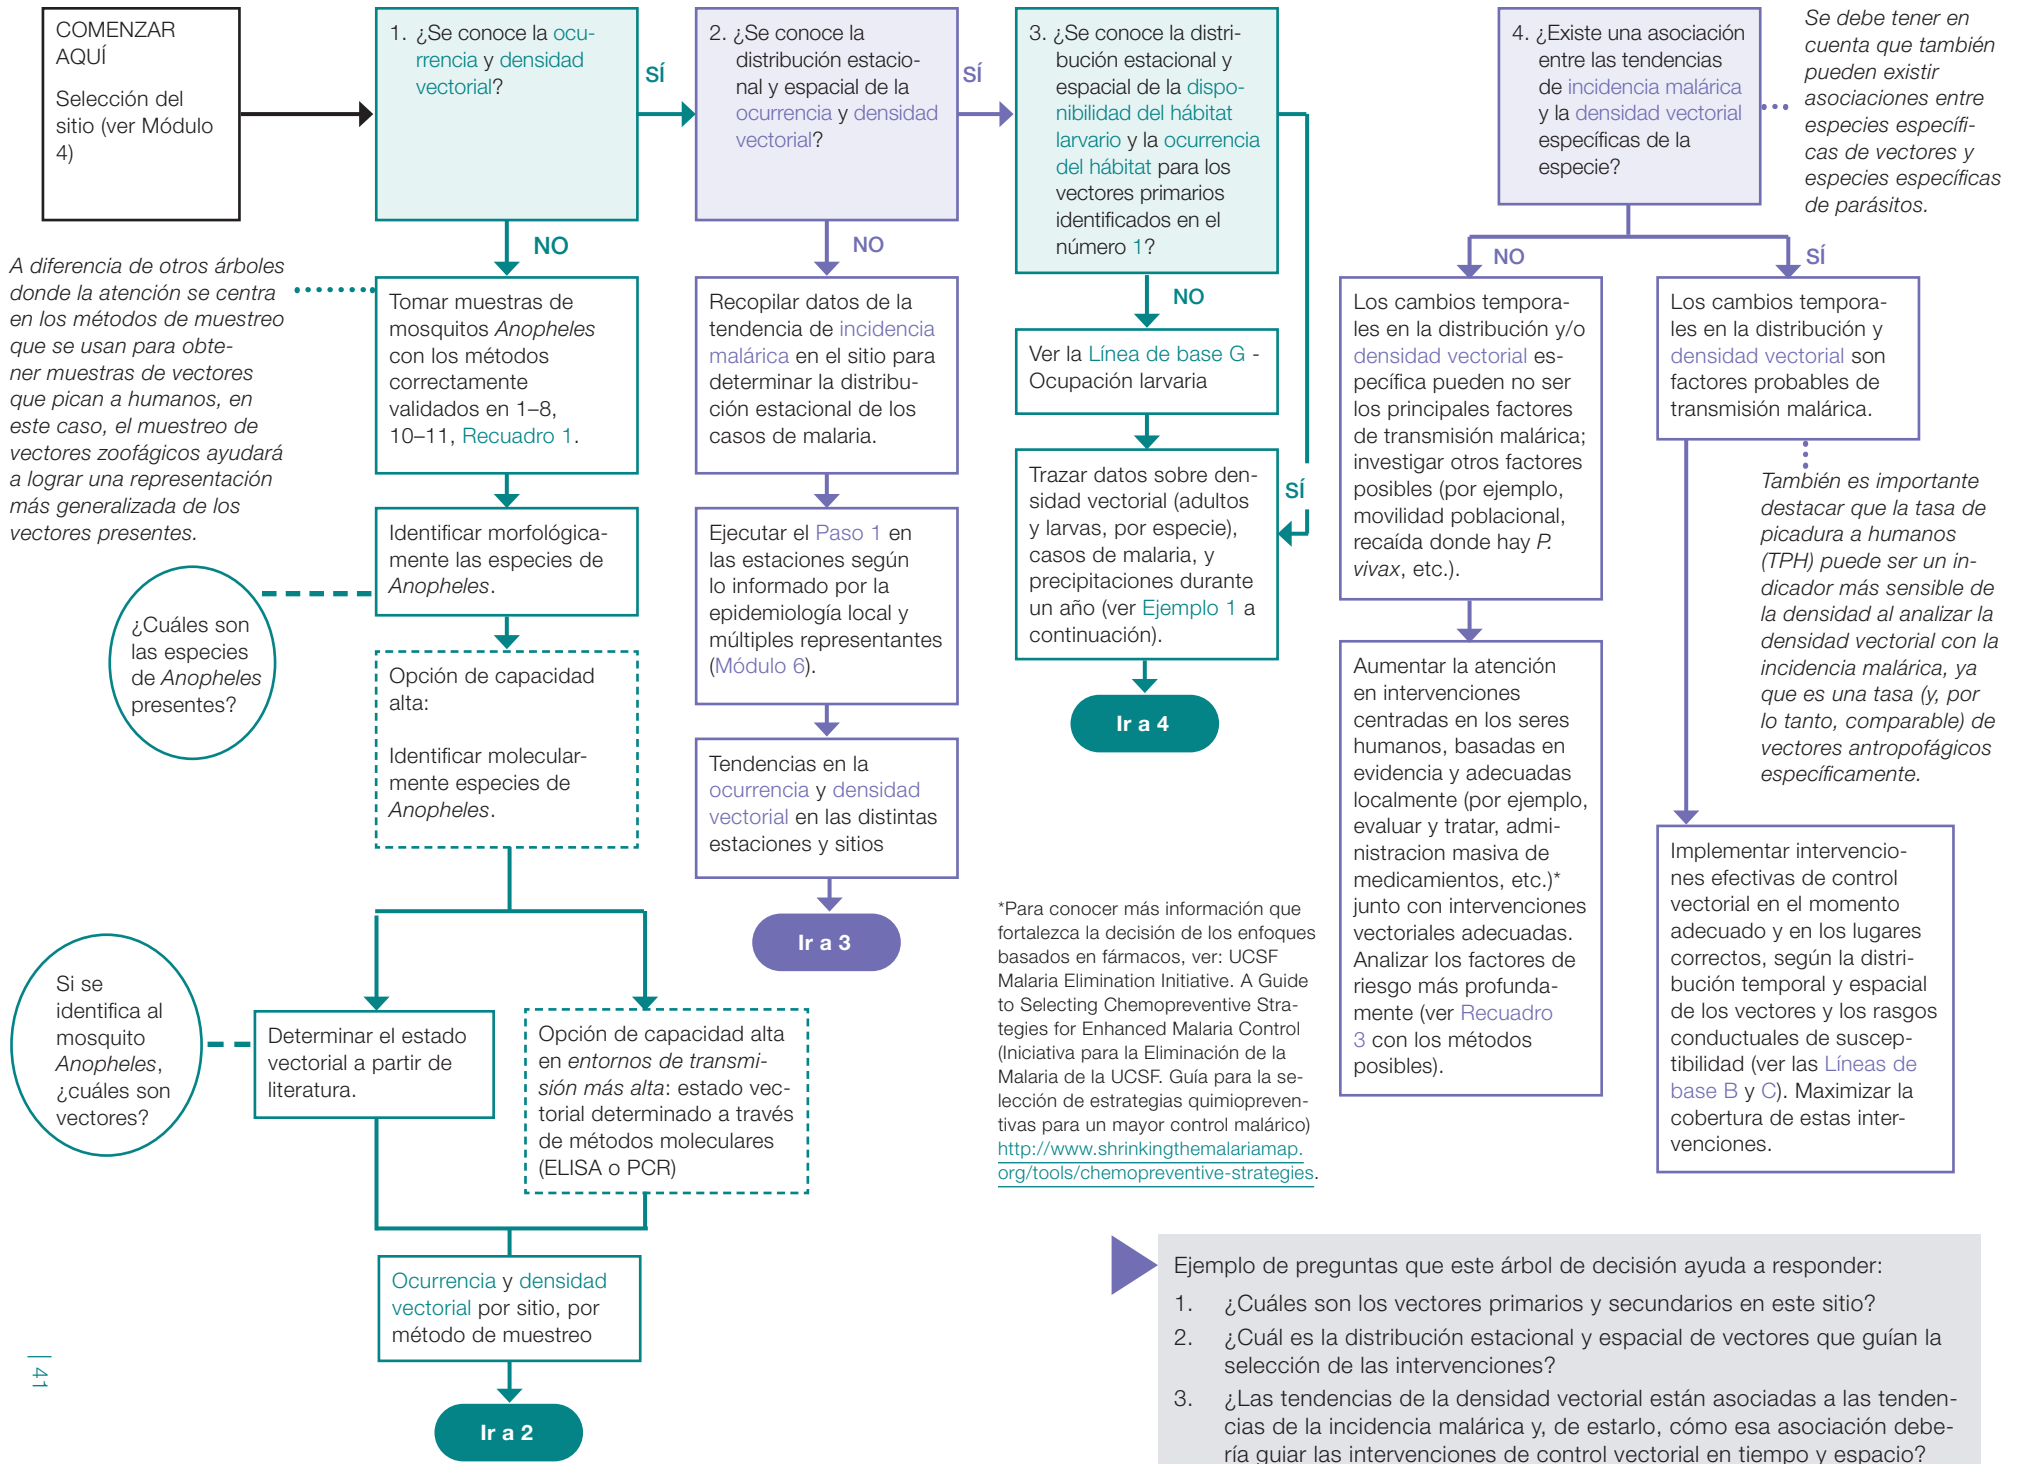 COMENZAR
AQUÍ
Selección del
sitio (ver Módulo
4)
1. ¿Se conoce la ocu-
rrencia y densidad
vectorial?
SÍ
NO
2. ¿Se conoce la
distribución estacio-
nal y espacial de la
ocurrencia y densidad
vectorial?
SÍ
NO
3. ¿Se conoce la distri-
bución estacional y
espacial de la dispo-
nibilidad del hábitat
larvario y la ocurrencia
del hábitat para los
vectores primarios
identificados en el
número 1?
NO
SÍ
4. ¿Existe una asociación
entre las tendencias
de incidencia malárica
y la densidad vectorial
específicas de la
especie?
NO
SÍ
Se debe tener en
cuenta que también
pueden existir
asociaciones entre
especies específi-
cas de vectores y
especies específicas
de parásitos.
A diferencia de otros árboles
donde la atención se centra
en los métodos de muestreo
que se usan para obte-
ner muestras de vectores
que pican a humanos, en
este caso, el muestreo de
vectores zoofágicos ayudará
a lograr una representación
más generalizada de los
vectores presentes.
Tomar muestras de
mosquitos Anopheles
con los métodos
correctamente
validados en 1–8,
10–11, Recuadro 1.
Identificar morfológica-
mente las especies de
Anopheles.
¿Cuáles son
las especies
de Anopheles
presentes?
Opción de capacidad
alta:
Identificar molecular-
mente especies de
Anopheles.
Si se
identifica al
mosquito
Anopheles,
¿cuáles son
vectores?
Determinar el estado
vectorial a partir de
literatura.
Opción de capacidad alta
en entornos de transmi-
sión más alta: estado vec-
torial determinado a través
de métodos moleculares
(ELISA o PCR)
Ocurrencia y densidad
vectorial por sitio, por
método de muestreo
Ir a 2
Recopilar datos de la
tendencia de incidencia
malárica en el sitio para
determinar la distribu-
ción estacional de los
casos de malaria.
Ejecutar el Paso 1 en
las estaciones según
lo informado por la
epidemiología local y
múltiples representantes
(Módulo 6).
Tendencias en la
ocurrencia y densidad
vectorial en las distintas
estaciones y sitios
Ir a 3
Ver la Línea de base G -
Ocupación larvaria
Trazar datos sobre den-
sidad vectorial (adultos
y larvas, por especie),
casos de malaria, y
precipitaciones durante
un año (ver Ejemplo 1 a
continuación).
Ir a 4
Los cambios tempora-
les en la distribución y/o
densidad vectorial es-
pecífica pueden no ser
los principales factores
de transmisión malárica;
investigar otros factores
posibles (por ejemplo,
movilidad poblacional,
recaída donde hay P.
vivax, etc.).
Aumentar la atención
en intervenciones
centradas en los seres
humanos, basadas en
evidencia y adecuadas
localmente (por ejemplo,
evaluar y tratar, admi-
nistracion masiva de
medicamientos, etc.)*
junto con intervenciones
vectoriales adecuadas.
Analizar los factores de
riesgo más profunda-
mente (ver Recuadro
3 con los métodos
posibles).
Los cambios tempora-
les en la distribución y
densidad vectorial son
factores probables de
transmisión malárica.
También es importante
destacar que la tasa de
picadura a humanos
(TPH) puede ser un in-
dicador más sensible de
la densidad al analizar la
densidad vectorial con la
incidencia malárica, ya
que es una tasa (y, por
lo tanto, comparable) de
vectores antropofágicos
específicamente.
Implementar intervencio-
nes efectivas de control
vectorial en el momento
adecuado y en los lugares
correctos, según la distri-
bución temporal y espacial
de los vectores y los rasgos
conductuales de suscep-
tibilidad (ver las Líneas de
base B y C). Maximizar la
cobertura de estas inter-
venciones.
*Para conocer más información que
fortalezca la decisión de los enfoques
basados en fármacos, ver: UCSF
Malaria Elimination Initiative. A Guide
to Selecting Chemopreventive Stra-
tegies for Enhanced Malaria Control
(Iniciativa para la Eliminación de la
Malaria de la UCSF. Guía para la se-
lección de estrategias quimiopreven-
tivas para un mayor control malárico)
http://www.shrinkingthemalariamap.
org/tools/chemopreventive-strategies.
Ejemplo de preguntas que este árbol de decisión ayuda a responder:
1. ¿Cuáles son los vectores primarios y secundarios en este sitio?
2. ¿Cuál es la distribución estacional y espacial de vectores que guían la
selección de las intervenciones?
3. ¿Las tendencias de la densidad vectorial están asociadas a las tenden-
cias de la incidencia malárica y, de estarlo, cómo esa asociación debe-
ría guiar las intervenciones de control vectorial en tiempo y espacio?
| 41